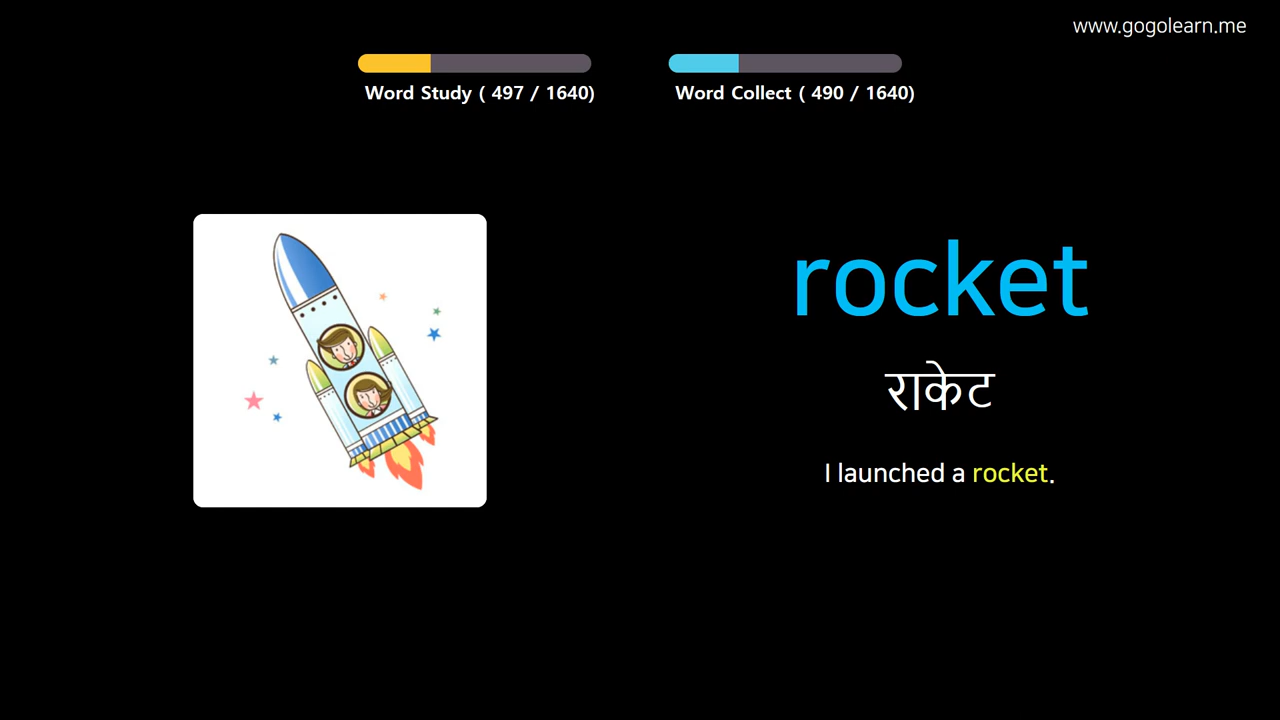 www.gogolearn.me
Word Study ( 497 / 1640)
Word Collect ( 490 / 1640)
rocket
राकेट
I launched a rocket.